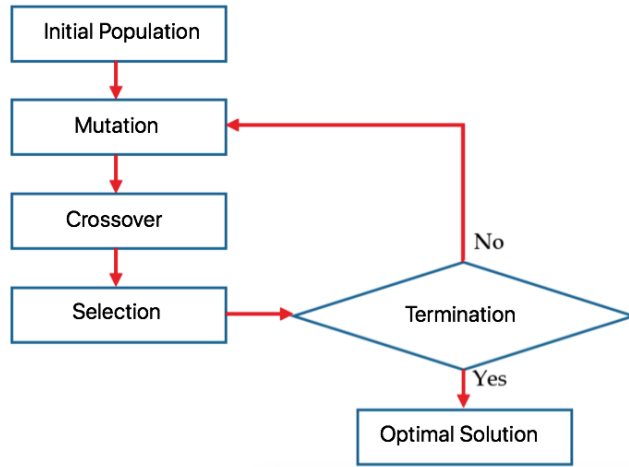 Initial Population
Mutation
Crossover
Selection
No
Termination
Yes
Optimal Solution